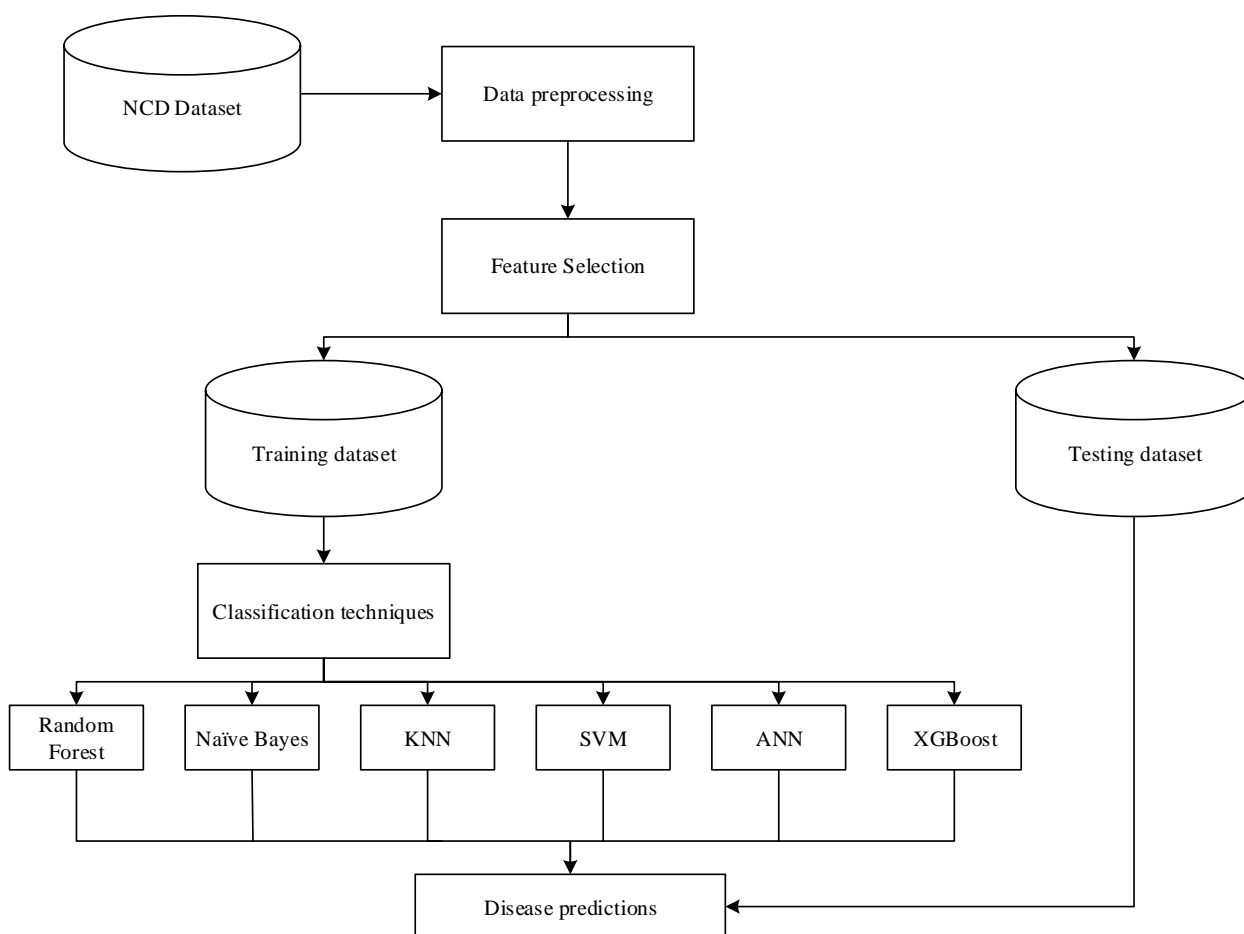 NCD Dataset
Data preprocessing
Feature Selection
Training dataset
Testing dataset
Classification techniques
Random
Forest
Naïve Bayes
KNN
SVM
ANN
XGBoost
Disease predictions